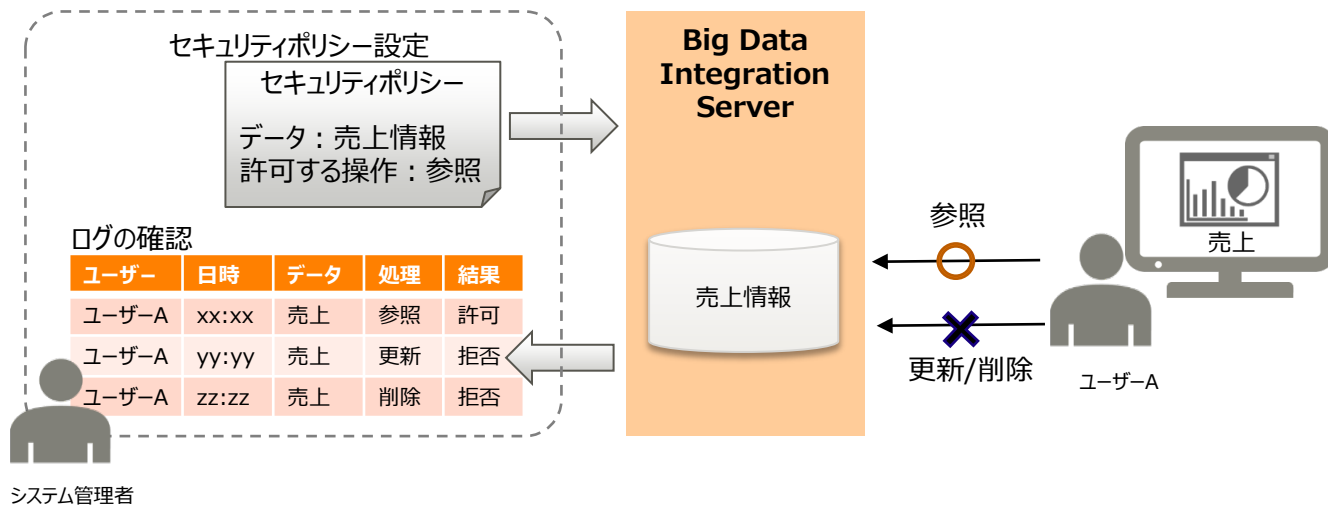 セキュリティポリシー設定
セキュリティポリシー
データ：売上情報
許可する操作：参照
ログの確認
ユーザー 日時 データ 処理 結果
ユーザーA xx:xx 売上 参照 許可
ユーザーA yy:yy 売上 更新 拒否
ユーザーA zz:zz 売上 削除 拒否
システム管理者
Big Data
Integration
Server
売上情報
参照
更新/削除
売上
ユーザーA